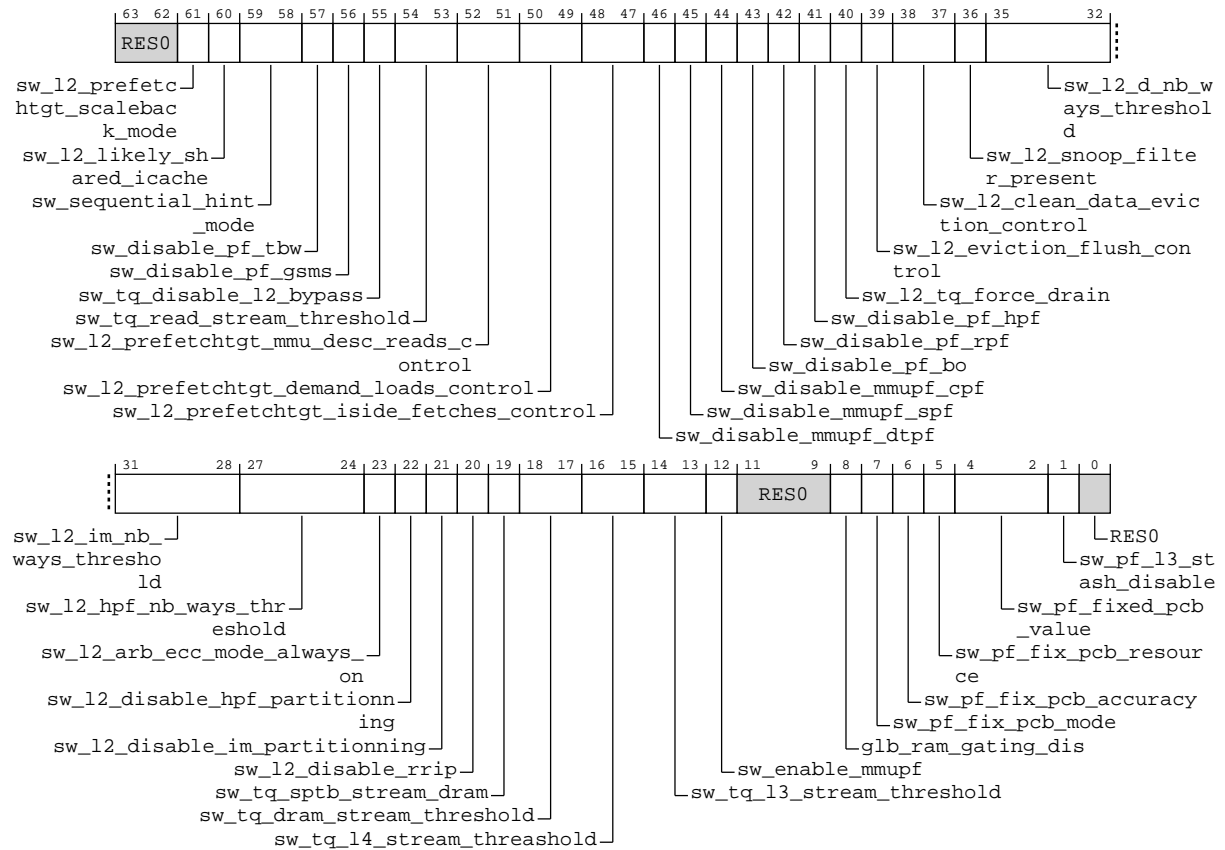 63 62 61 60 59 58 57 56 55 54 53 52 51 50 49 48 47 46 45 44 43 42 41 40 39 38 37 36 35 32
RES0
sw_l2_prefetc
htgt_scalebac
k_mode
sw_l2_likely_sh
ared_icache
sw_sequential_hint
_mode
sw_disable_pf_tbw
sw_disable_pf_gsms
sw_tq_disable_l2_bypass
sw_tq_read_stream_threshold
sw_l2_prefetchtgt_mmu_desc_reads_c
ontrol
sw_l2_prefetchtgt_demand_loads_control
sw_l2_prefetchtgt_iside_fetches_control
sw_l2_d_nb_w
ays_threshol
d
sw_l2_snoop_filte
r_present
sw_l2_clean_data_evic
tion_control
sw_l2_eviction_flush_con
trol
sw_l2_tq_force_drain
sw_disable_pf_hpf
sw_disable_pf_rpf
sw_disable_pf_bo
sw_disable_mmupf_cpf
sw_disable_mmupf_spf
sw_disable_mmupf_dtpf
31 28 27 24 23 22 21 20 19 18 17 16 15 14 13 12 11 9 8 7 6 5 4 2 1 0
RES0
sw_l2_im_nb_
ways_thresho
ld
sw_l2_hpf_nb_ways_thr
eshold
sw_l2_arb_ecc_mode_always_
on
sw_l2_disable_hpf_partitionn
ing
sw_l2_disable_im_partitionning
sw_l2_disable_rrip
sw_tq_sptb_stream_dram
sw_tq_dram_stream_threshold
sw_tq_l4_stream_threashold
RES0
sw_pf_l3_st
ash_disable
sw_pf_fixed_pcb
_value
sw_pf_fix_pcb_resour
ce
sw_pf_fix_pcb_accuracy
sw_pf_fix_pcb_mode
glb_ram_gating_dis
sw_enable_mmupf
sw_tq_l3_stream_threshold